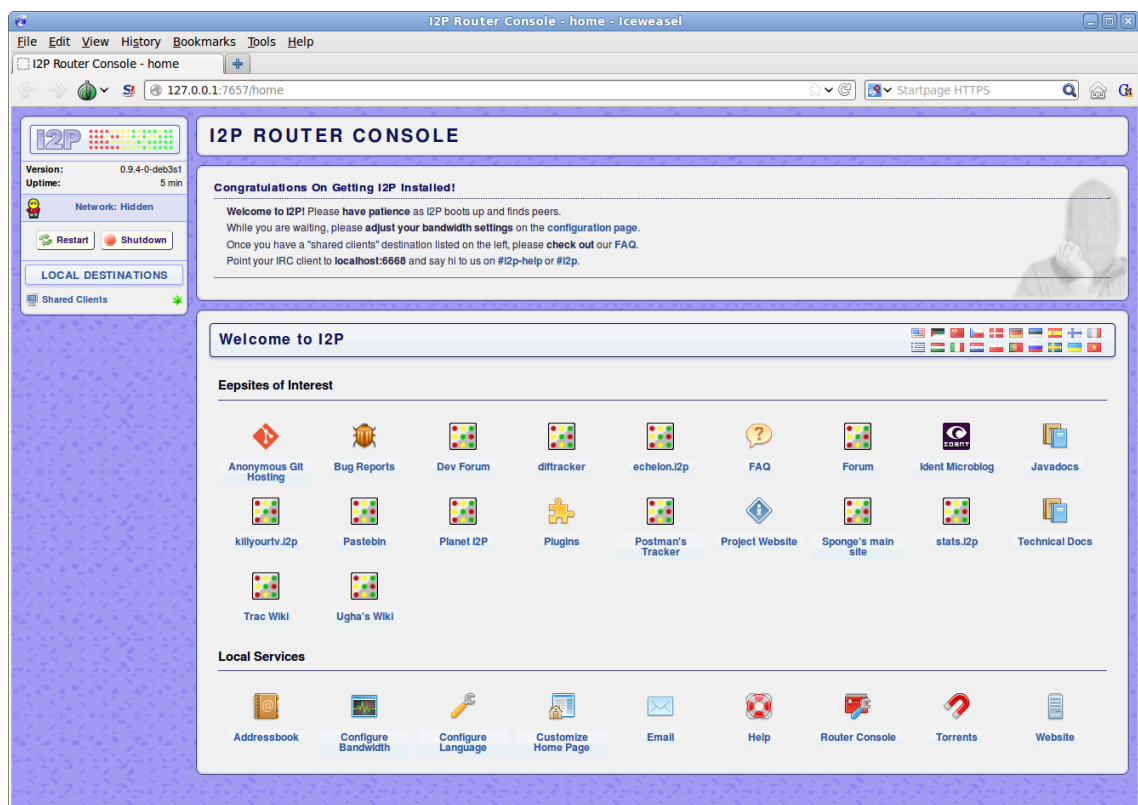 I2P Router Console - home - Iceweasel
File Edit View History Bookmarks Tools Help
I2P Router Console - home
127.0.0.1:7657/home
Startpage HTTPS
I2P
Version: 0.9.4-0-deb3s1
Uptime: 5 min
Network: Hidden
Restart Shutdown
LOCAL DESTINATIONS
Shared Clients
I2P ROUTER CONSOLE
Congratulations On Getting I2P Installed!
Welcome to I2P! Please have patience as I2P boots up and finds peers.
While you are waiting, please adjust your bandwidth settings on the configuration page.
Once you have a "shared clients" destination listed on the left, please check out our FAQ.
Point your IRC client to localhost:6668 and say hi to us on #i2p-help or #i2p.
Welcome to I2P
Eepsites of Interest
IDENT
Anonymous Git Hosting
Bug Reports
Dev Forum
diftracker
echelon.i2p
FAQ
Forum
Ident Microblog
Javadocs
killyourtv.i2p
Pastebin
Planet I2P
Plugins
Postman's Tracker
Project Website
Sponge's main site
stats.i2p
Technical Docs
Trac Wiki
Ugha's Wiki
Local Services
Addressbook
Configure Bandwidth
Configure Language
Customize Home Page
Email
Help
Router Console
Torrents
Website